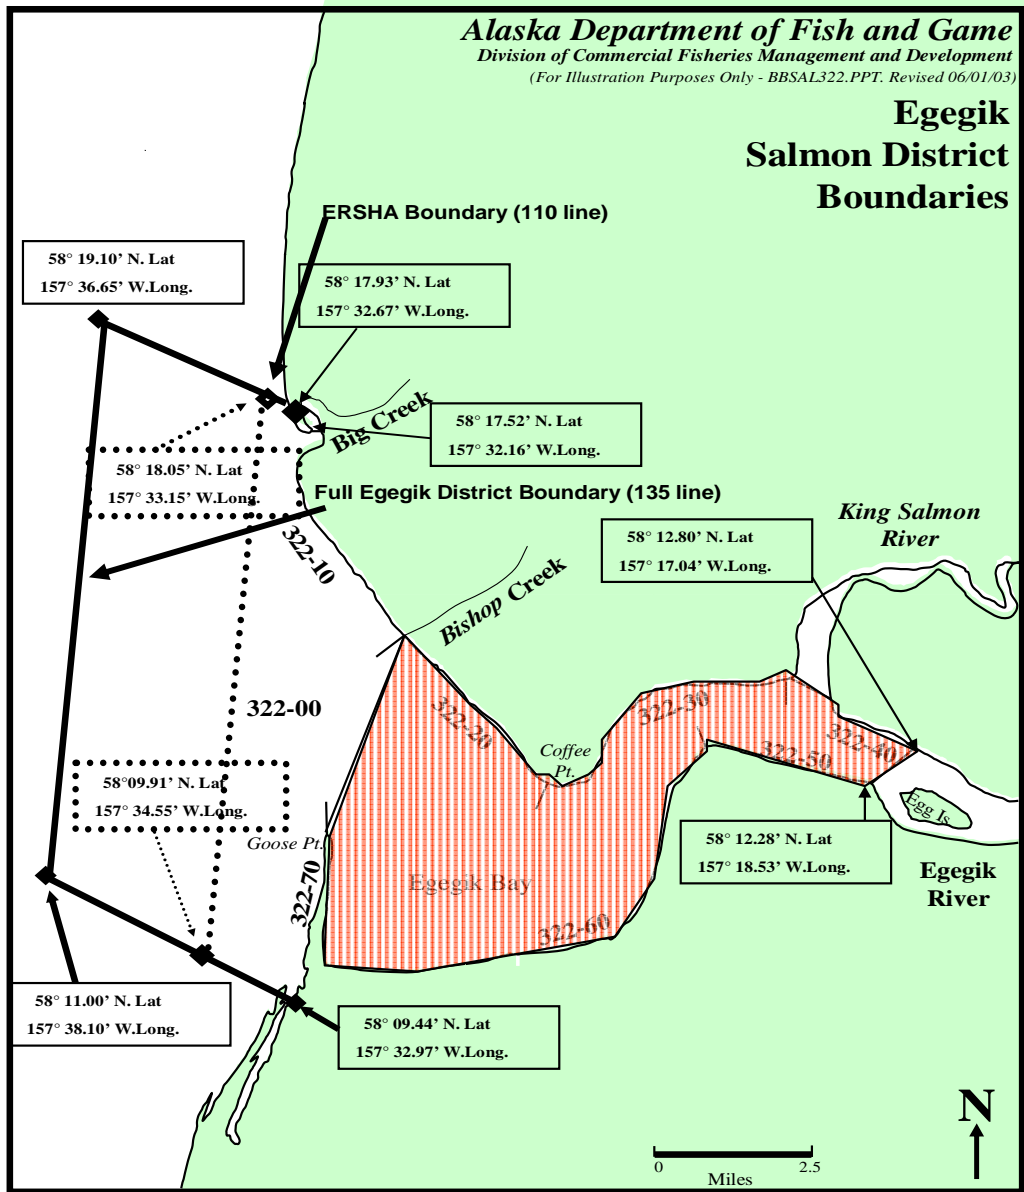 Alaska Department of Fish and Game
Division of Commercial Fisheries Management and Development
(For Illustration Purposes Only - BBSAL322.PPT. Revised 06/01/03)
Egegik
Salmon District
Boundaries
ERSHA Boundary (110 line)
58° 19.10' N. Lat
157° 36.65' W.Long.
58° 17.93' N. Lat
157° 32.67' W.Long.
Big Creek
58° 17.52' N. Lat
157° 32.16' W.Long.
58° 18.05' N. Lat
157° 33.15' W.Long.
Full Egegik District Boundary (135 line)
King Salmon
River
322-10
58° 12.80' N. Lat
157° 17.04' W.Long.
Bishop Creek
322-00
322-20
322-30
Coffee
Pt.
322-50
322-40
58°09.91' N. Lat
157° 34.55' W.Long.
Egg Is
Goose Pt.
58° 12.28' N. Lat
157° 18.53' W.Long.
Egegik
River
322-70
Egegik Bay
322-60
58° 11.00' N. Lat
157° 38.10' W.Long.
58° 09.44' N. Lat
157° 32.97' W.Long.
N
0 2.5
Miles